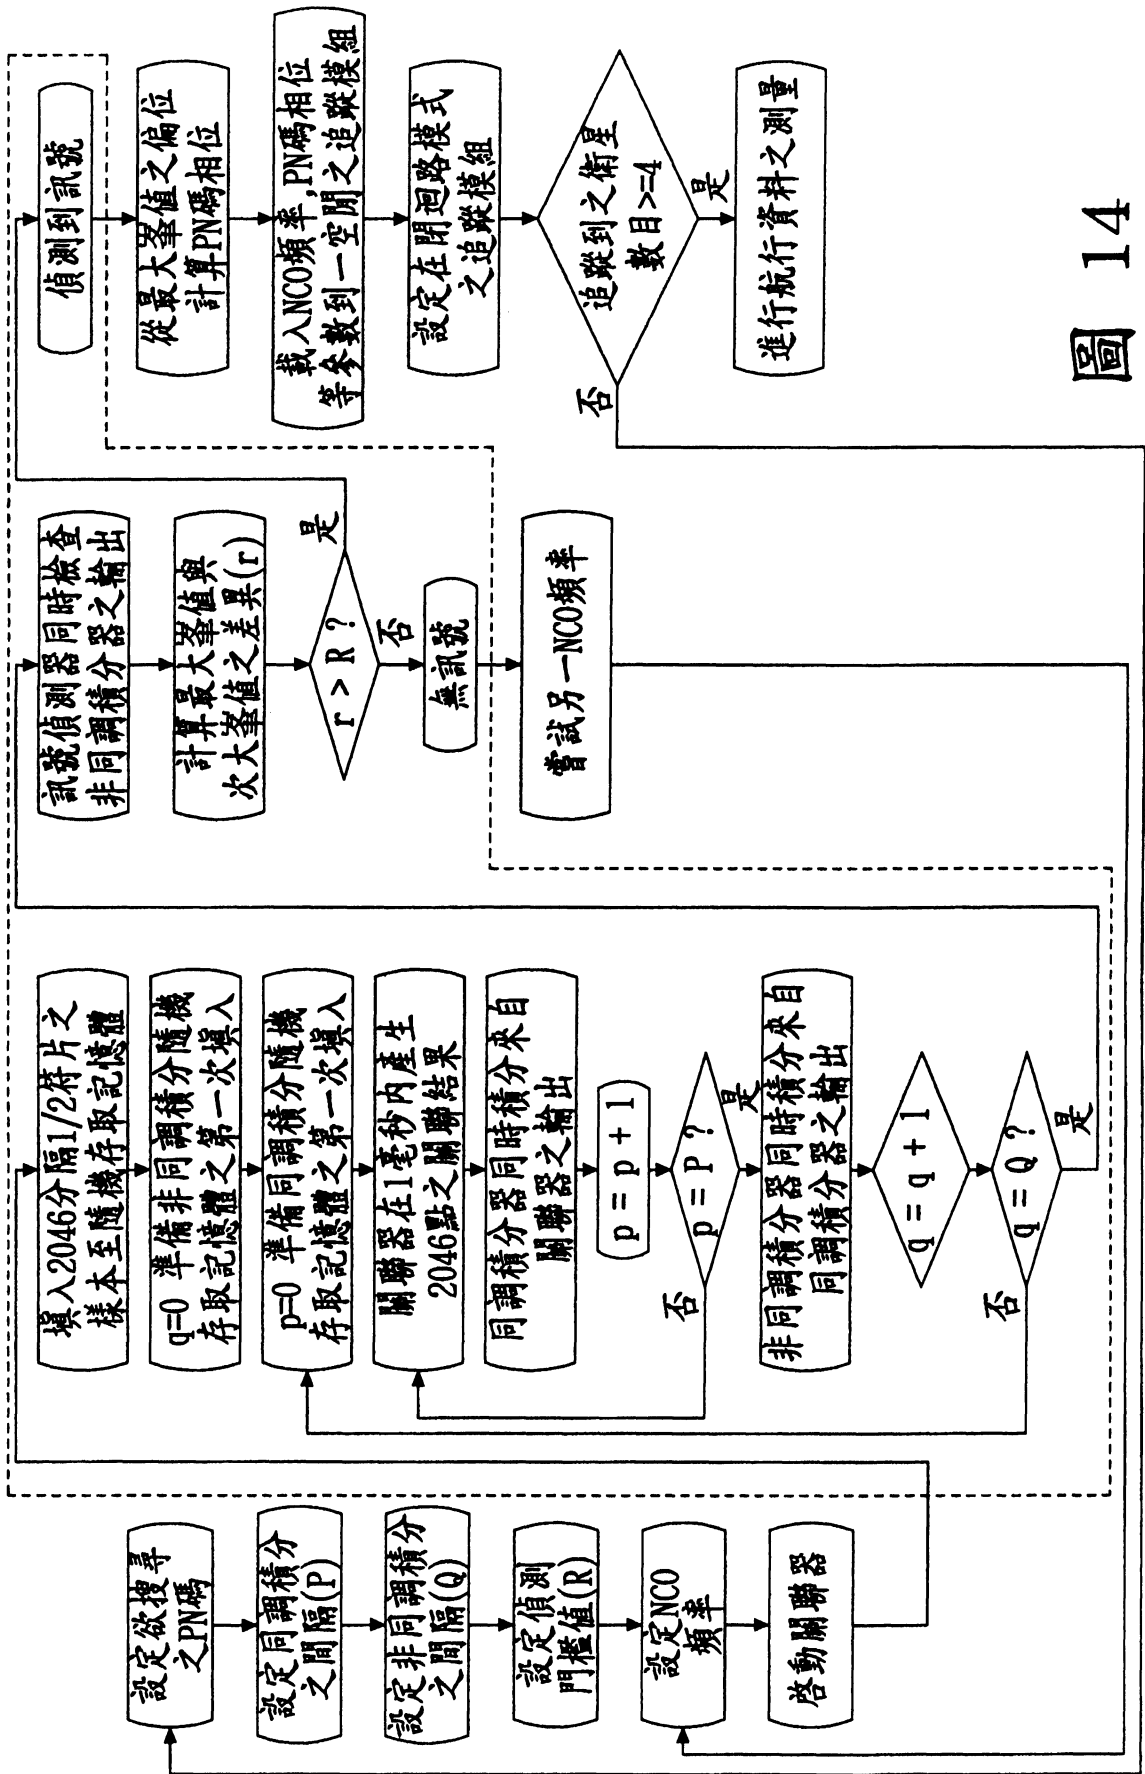 設定欲搜尋
之PN碼
設定同調積分
之間隔(P)
設定非同調積分
之間隔(Q)
設定偵測
門檻值(R)
設定NCO
頻率
啓動關聯器
填入2046分隔1/2符片之
樣本至隨機存取記憶體
q=0 準備非同調積分隨機
存取記憶體之第一次填入
p=0 準備同調積分隨機
存取記憶體之第一次填入
關聯器在1毫秒內產生
2046點之關聯結果
同調積分器同時積分來自
關聯器之輸出
p = p + 1
p = P ?
否
是
非同調積分器同時積分來自
同調積分器之輸出
q = q + 1
q = Q ?
否
是
訊號偵測器同時檢查
非同調積分器之輸出
計算最大峯值與
次大峯值之差異(r)
r > R ?
是
否
無訊號
嘗試另一NCO頻率
偵測到訊號
從最大峯值之偏位
計算PN碼相位
載入NCO頻率,PN碼相位
等參數到一空閒之追蹤模組
設定在閉迴路模式
之追蹤模組
追蹤到之衛星
數目>=4
否
是
進行航行資料之測量
圖 14